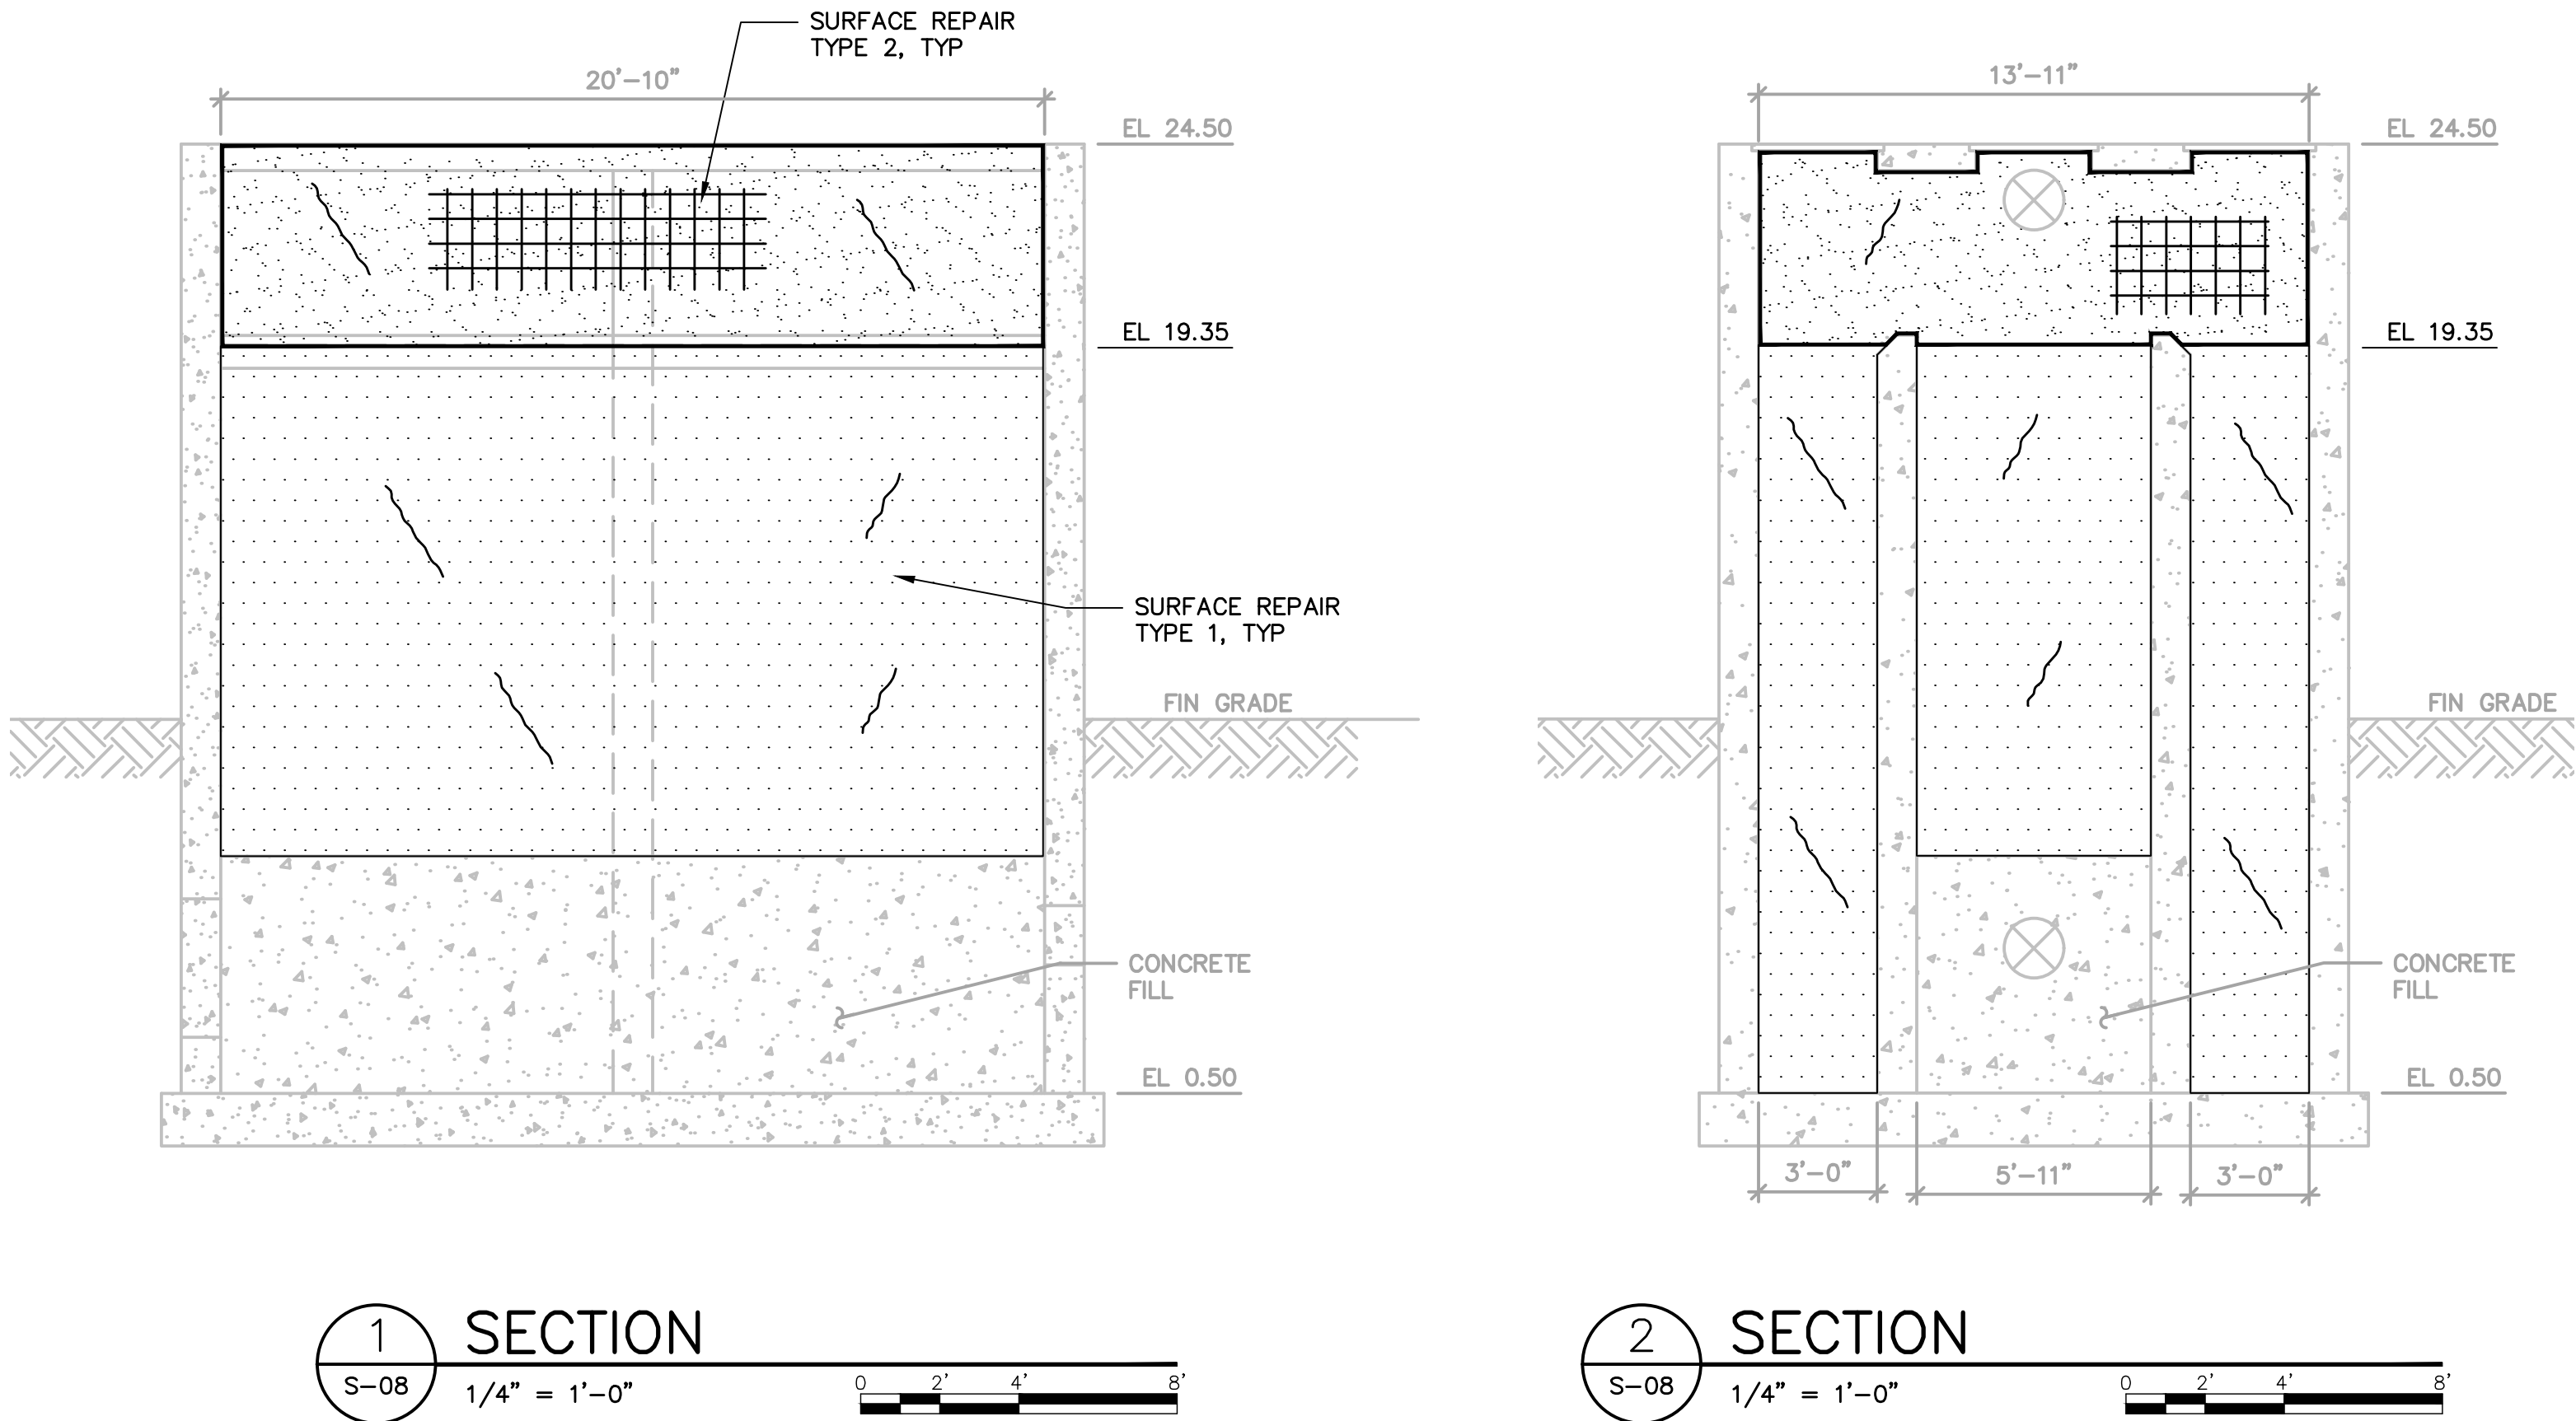 SURFACE REPAIR
TYPE 2, TYP
20'-10"
EL 24.50
EL 19.35
SURFACE REPAIR
TYPE 1, TYP
FIN GRADE
CONCRETE
FILL
EL 0.50
1
S-08
SECTION
1/4" = 1'-0"
0 2' 4' 8'
13'-11"
EL 24.50
EL 19.35
FIN GRADE
CONCRETE
FILL
EL 0.50
3'-0" 5'-11" 3'-0"
2
S-08
SECTION
1/4" = 1'-0"
0 2' 4' 8'